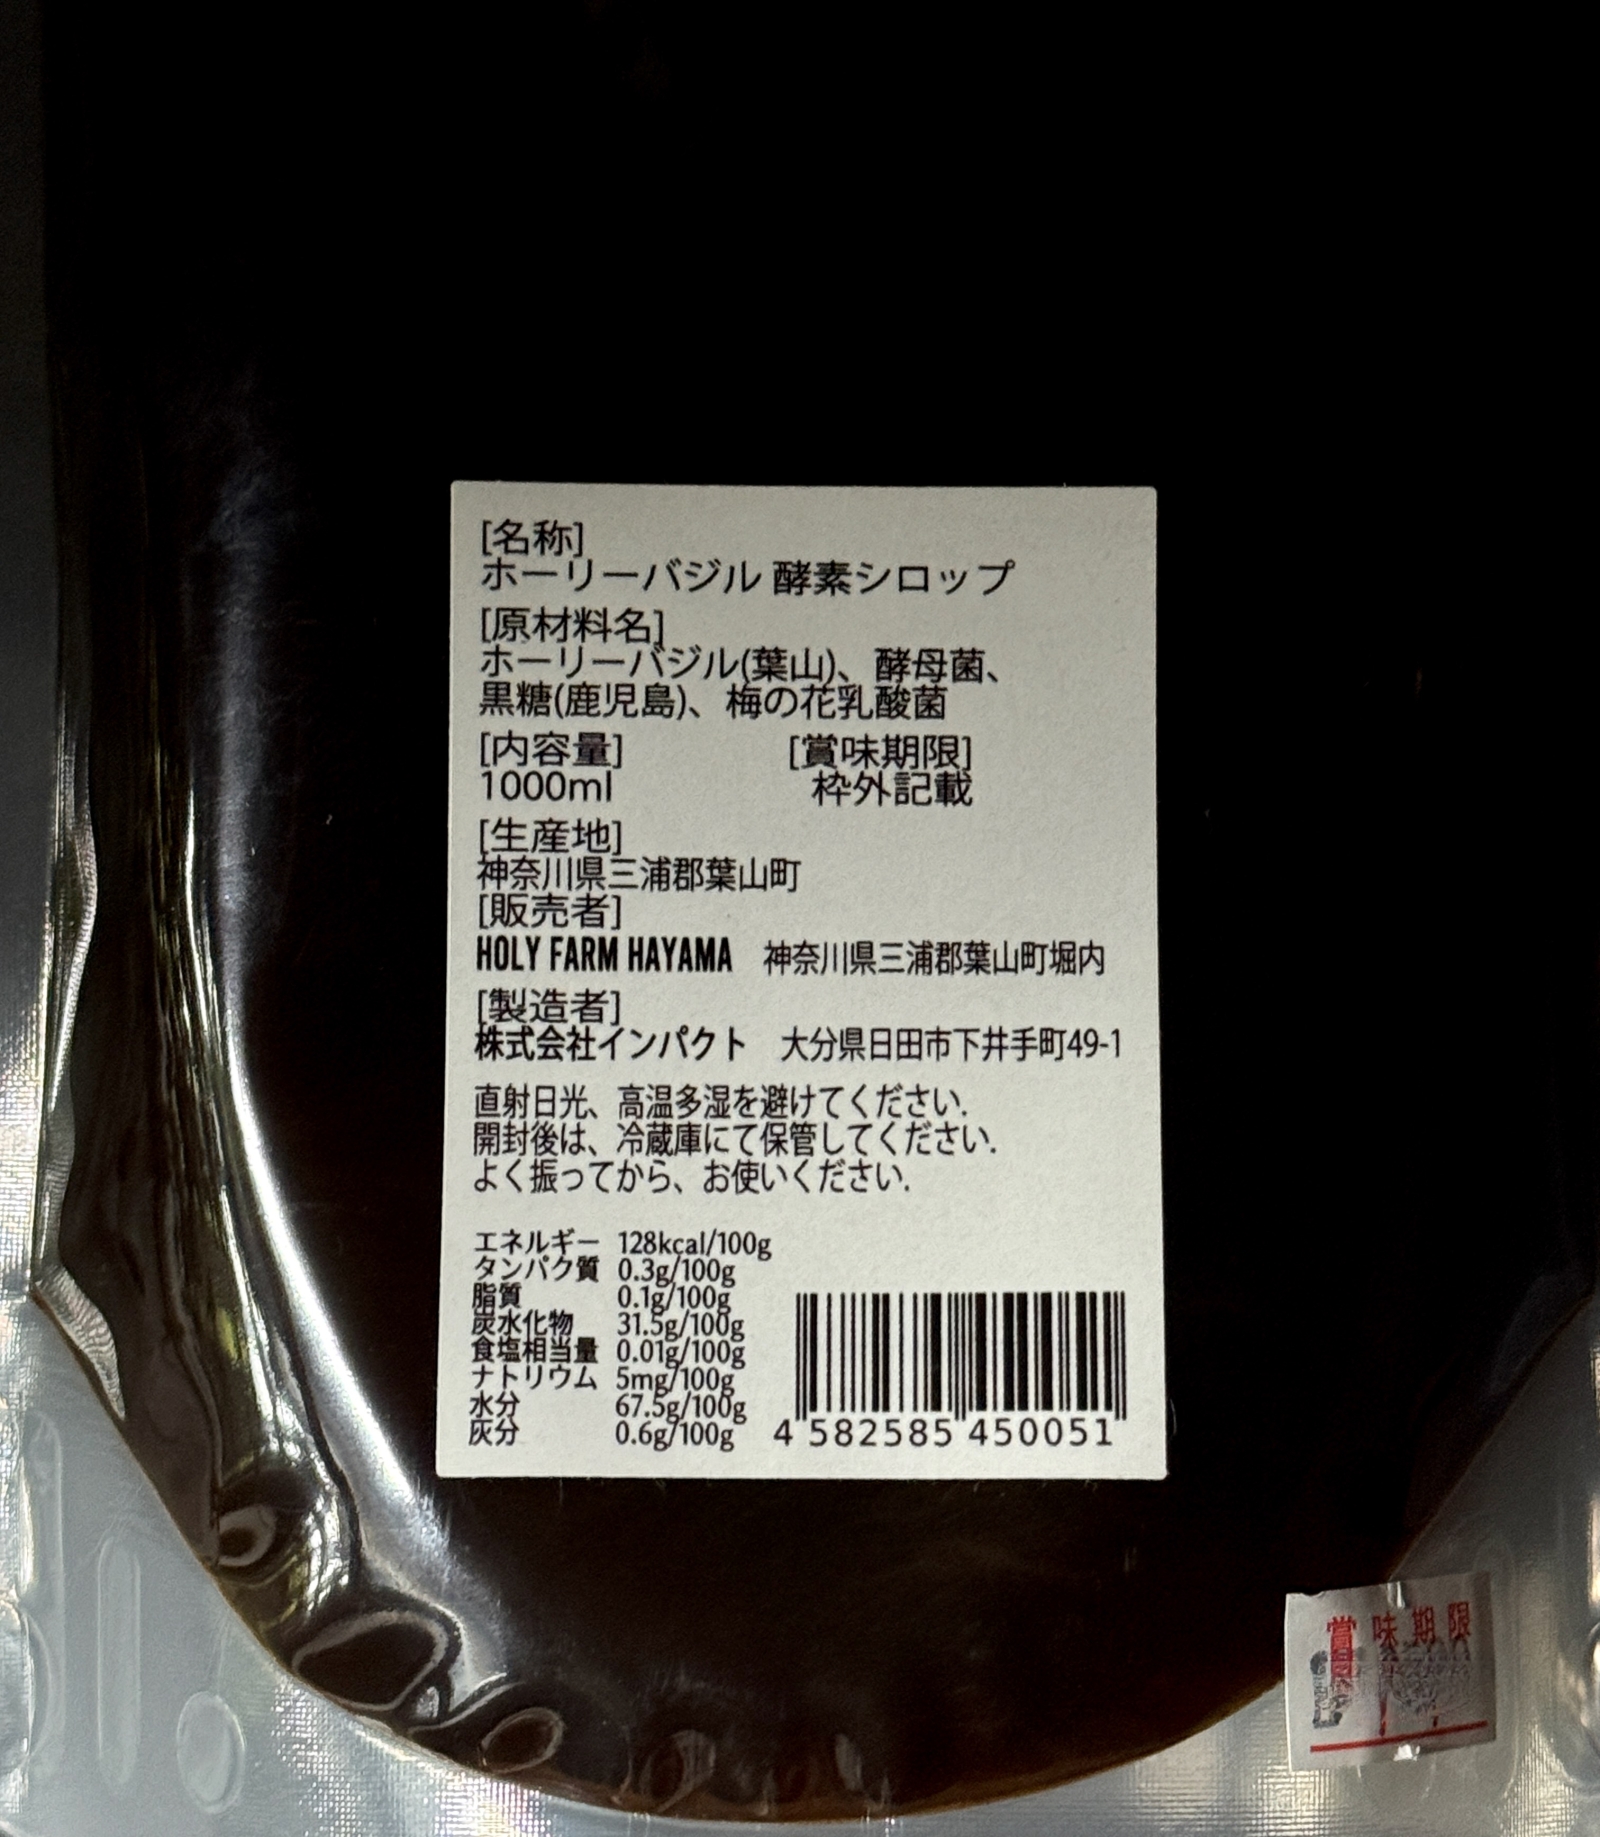 [名称]
ホーリーバジル 酵素シロップ
[原材料名]
ホーリーバジル(葉山)、酵母菌、
黒糖(鹿児島)、梅の花乳酸菌
[内容量] [賞味期限]
1000ml 枠外記載
[生産地]
神奈川県三浦郡葉山町
[販売者]
HOLY FARM HAYAMA 神奈川県三浦郡葉山町堀内
[製造者]
株式会社インパクト 大分県日田市下井手町49-1
直射日光、高温多湿を避けてください.
開封後は、冷蔵庫にて保管してください.
よく振ってから、お使いください.
エネルギー 128kcal/100g
タンパク質 0.3g/100g
脂質 0.1g/100g
炭水化物 31.5g/100g
食塩相当量 0.01g/100g
ナトリウム 5mg/100g
水分 67.5g/100g
灰分 0.6g/100g
4 582585 450051
賞味期限